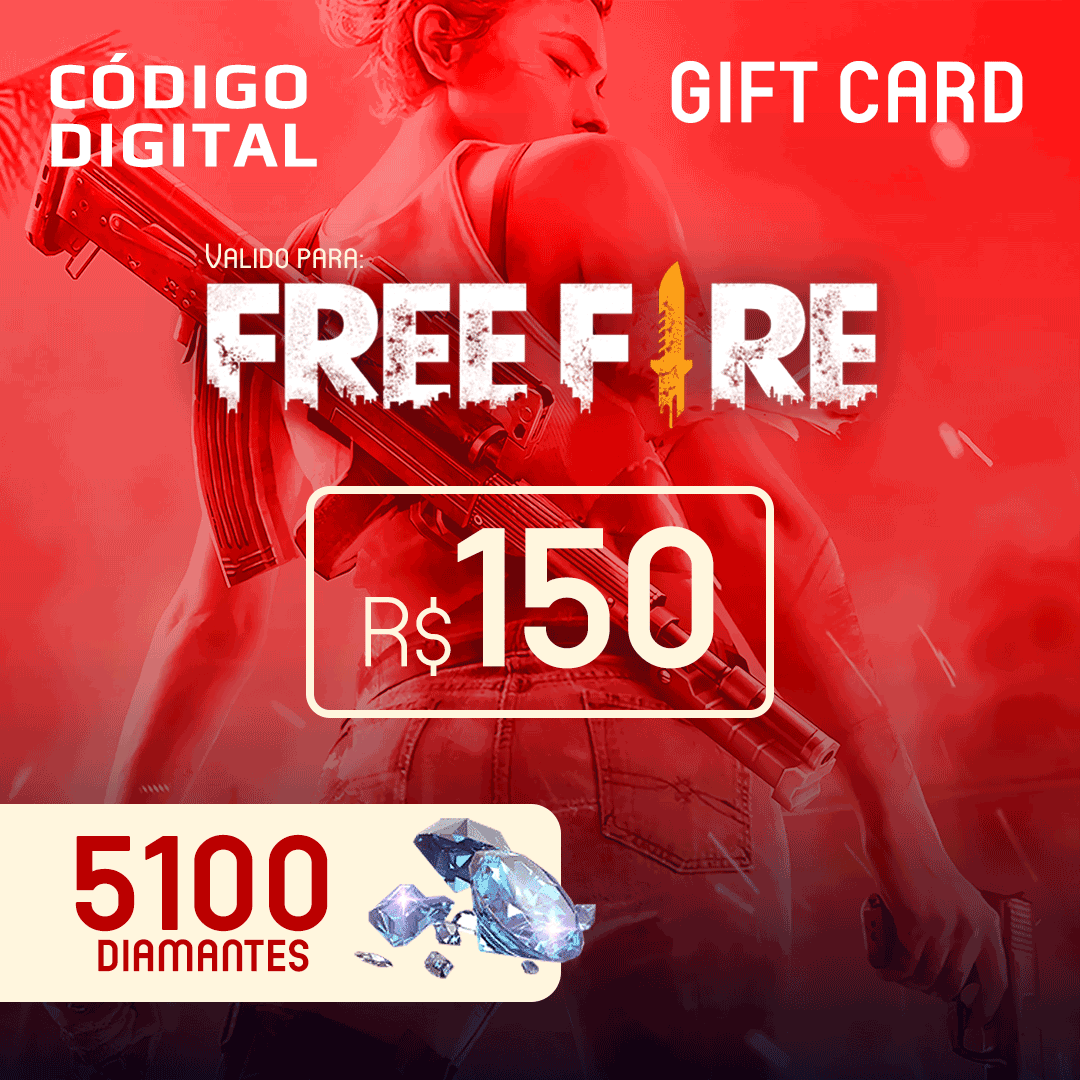 CÓDIGO
DIGITAL
GIFT CARD
VALIDO PARA:
FREE FIRE
R$150
5100
DIAMANTES